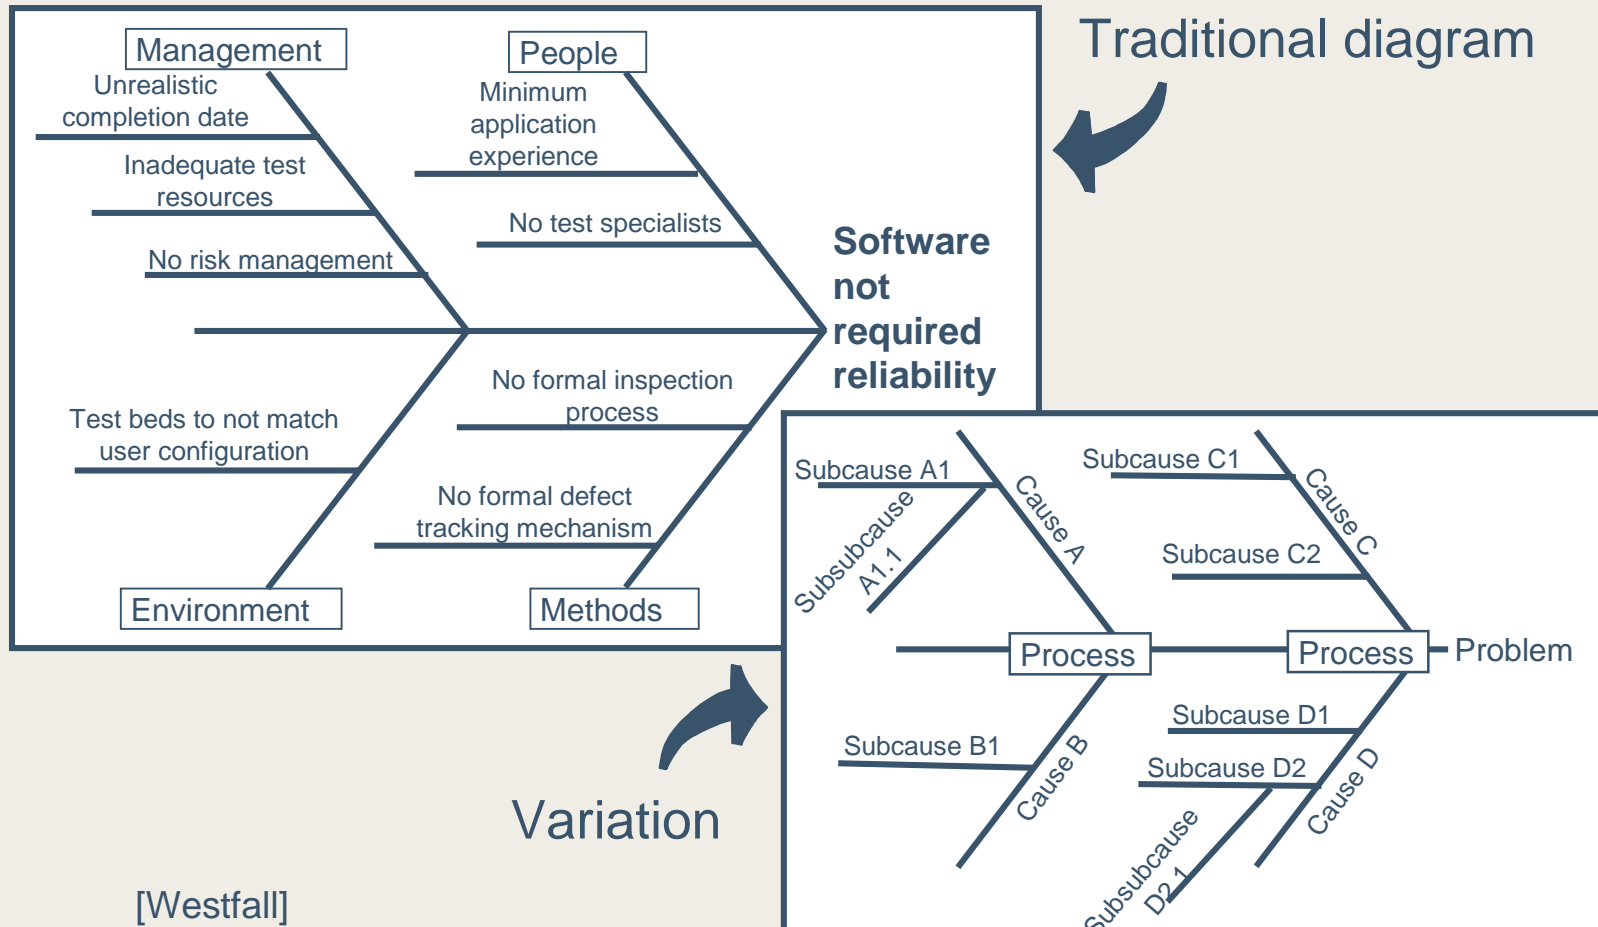 Traditional diagram
Management
Unrealistic
completion date
Inadequate test
resources
No risk management
People
Minimum
application
experience
No test specialists
Software
not
required
reliability
Test beds to not match
user configuration
Environment
No formal inspection
process
No formal defect
tracking mechanism
Methods
Variation
Subcause A1
Subsubcause
A1.1
Cause A
Subcause C1
Cause C
Subcause C2
Process
Process
Problem
Subcause B1
Cause B
Subcause D1
Subcause D2
Cause D
Subsubcause
D2.1
[Westfall]